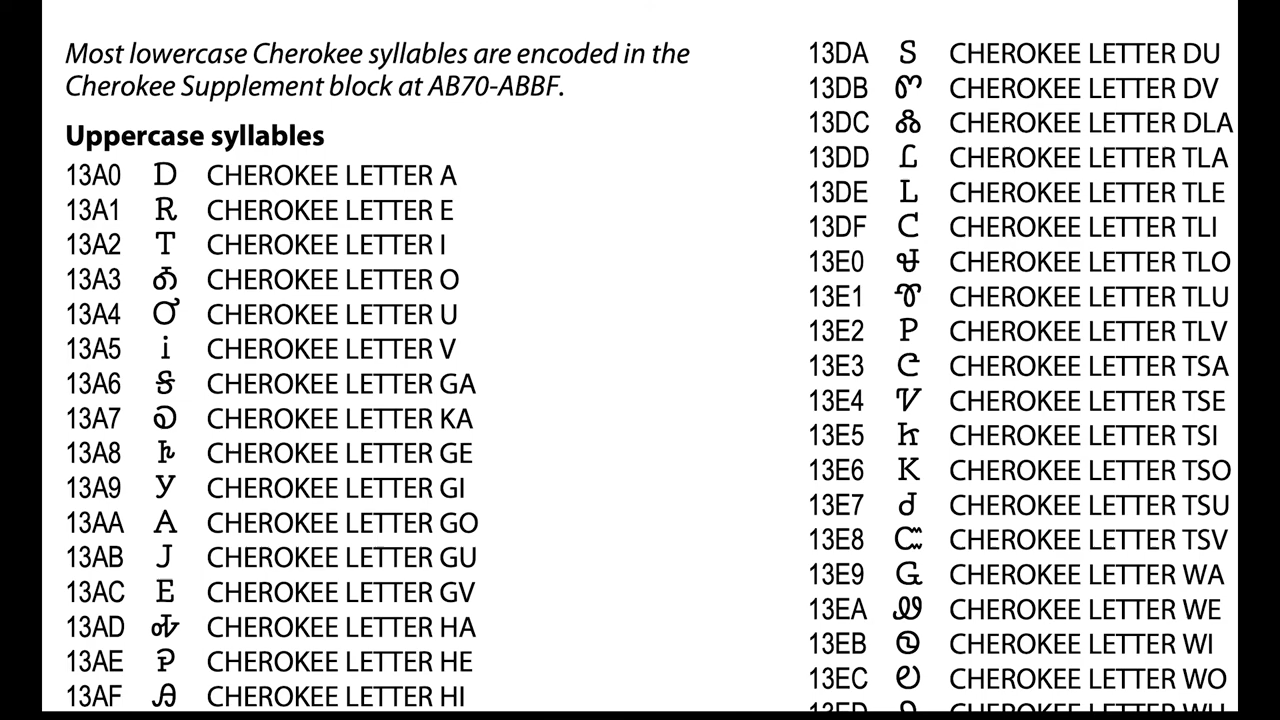 Most lowercase Cherokee syllables are encoded in the
Cherokee Supplement block at AB70-ABBF.
Uppercase syllables
13A0 Ꭰ CHEROKEE LETTER A
13A1 Ꭱ CHEROKEE LETTER E
13A2 Ꭲ CHEROKEE LETTER I
13A3 Ꭳ CHEROKEE LETTER O
13A4 Ꭴ CHEROKEE LETTER U
13A5 Ꭵ CHEROKEE LETTER V
13A6 Ꭶ CHEROKEE LETTER GA
13A7 Ꭷ CHEROKEE LETTER KA
13A8 Ꭸ CHEROKEE LETTER GE
13A9 Ꭹ CHEROKEE LETTER GI
13AA Ꭺ CHEROKEE LETTER GO
13AB Ꭻ CHEROKEE LETTER GU
13AC Ꭼ CHEROKEE LETTER GV
13AD Ꭽ CHEROKEE LETTER HA
13AE Ꭾ CHEROKEE LETTER HE
13AF Ꭿ CHEROKEE LETTER HI
13DA Ꮪ CHEROKEE LETTER DU
13DB Ꮫ CHEROKEE LETTER DV
13DC Ꮬ CHEROKEE LETTER DLA
13DD Ꮭ CHEROKEE LETTER TLA
13DE Ꮮ CHEROKEE LETTER TLE
13DF Ꮯ CHEROKEE LETTER TLI
13E0 Ꮰ CHEROKEE LETTER TLO
13E1 Ꮱ CHEROKEE LETTER TLU
13E2 Ꮲ CHEROKEE LETTER TLV
13E3 Ꮳ CHEROKEE LETTER TSA
13E4 Ꮴ CHEROKEE LETTER TSE
13E5 Ꮵ CHEROKEE LETTER TSI
13E6 Ꮶ CHEROKEE LETTER TSO
13E7 Ꮷ CHEROKEE LETTER TSU
13E8 Ꮸ CHEROKEE LETTER TSV
13E9 Ꮹ CHEROKEE LETTER WA
13EA Ꮺ CHEROKEE LETTER WE
13EB Ꮻ CHEROKEE LETTER WI
13EC Ꮼ CHEROKEE LETTER WO
13ED Ꮽ CHEROKEE LETTER WU